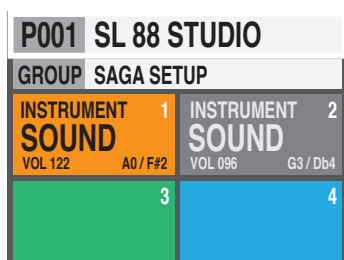 P001 SL 88 STUDIO
GROUP SAGA SETUP
INSTRUMENT 1 INSTRUMENT 2
SOUND SOUND
VOL 122 A0 / F#2 VOL 096 G3 / Db4
3 4